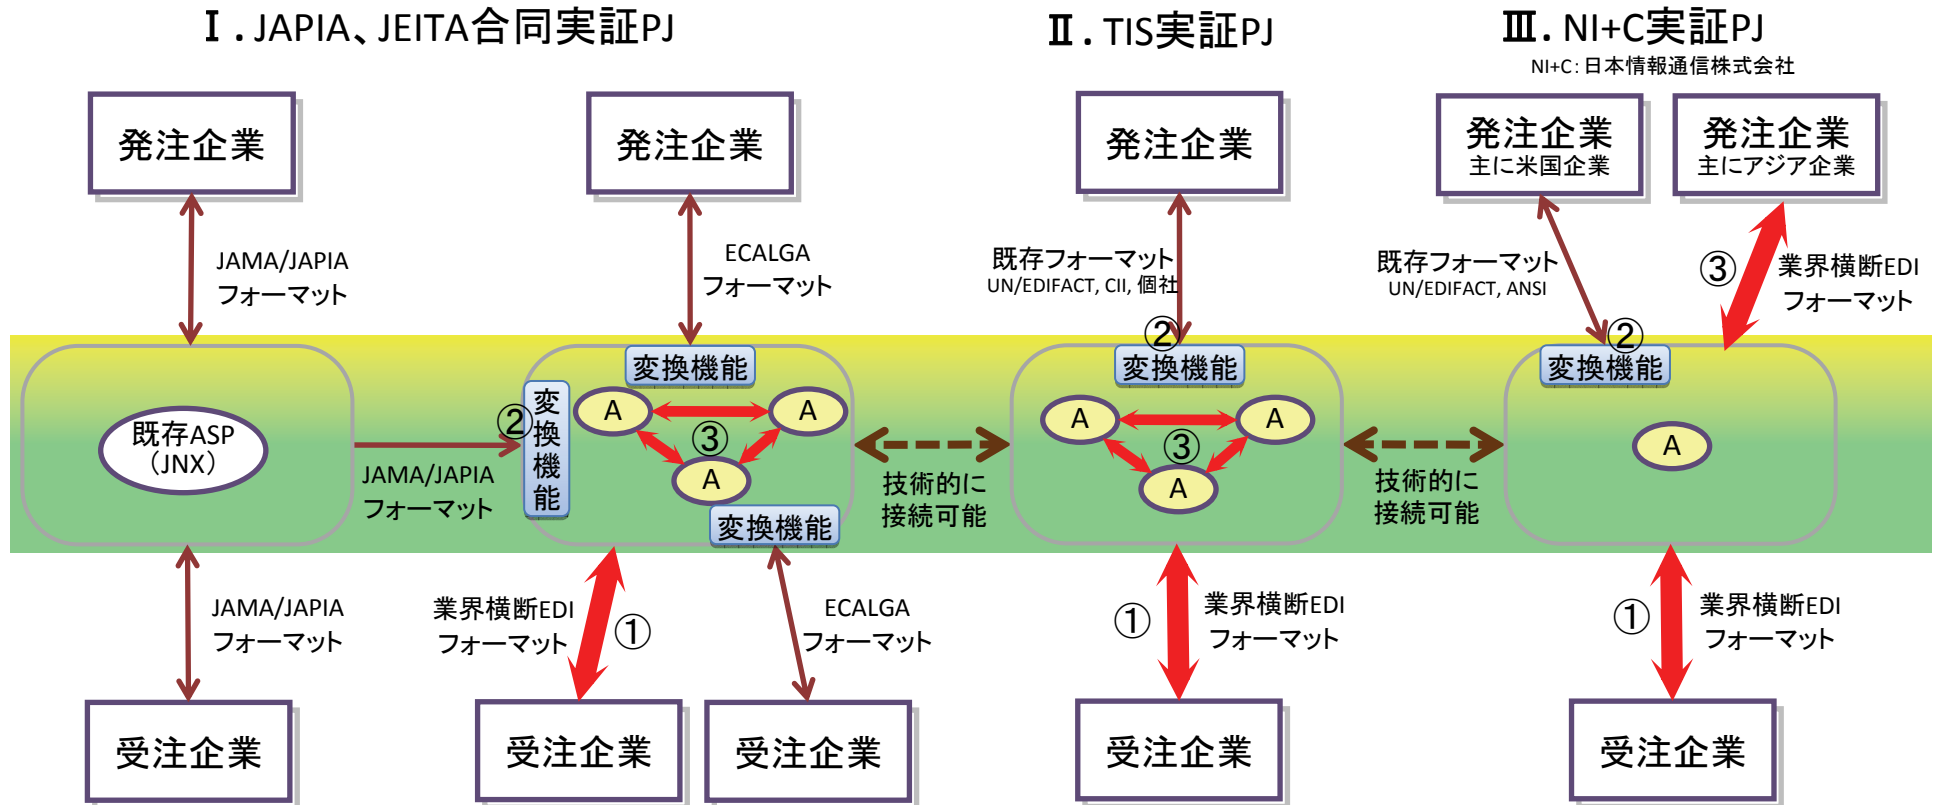 Ⅰ．JAPIA、JEITA合同実証PJ
Ⅱ．TIS実証PJ
Ⅲ．NI+C実証PJ
NI+C：日本情報通信株式会社
発注企業
発注企業
発注企業
発注企業
主に米国企業
発注企業
主にアジア企業
JAMA/JAPIA
フォーマット
ECALGA
フォーマット
既存フォーマット
UN/EDIFACT, CII, 個社
既存フォーマット
UN/EDIFACT, ANSI
③
業界横断EDI
フォーマット
既存ASP
（JNX）
JAMA/JAPIA
フォーマット
②
変換機能
変換機能
A
A
③
A
変換機能
技術的に
接続可能
②
変換機能
A
A
③
A
技術的に
接続可能
②
変換機能
A
JAMA/JAPIA
フォーマット
業界横断EDI
フォーマット
①
ECALGA
フォーマット
①
業界横断EDI
フォーマット
①
業界横断EDI
フォーマット
受注企業
受注企業
受注企業
受注企業
受注企業